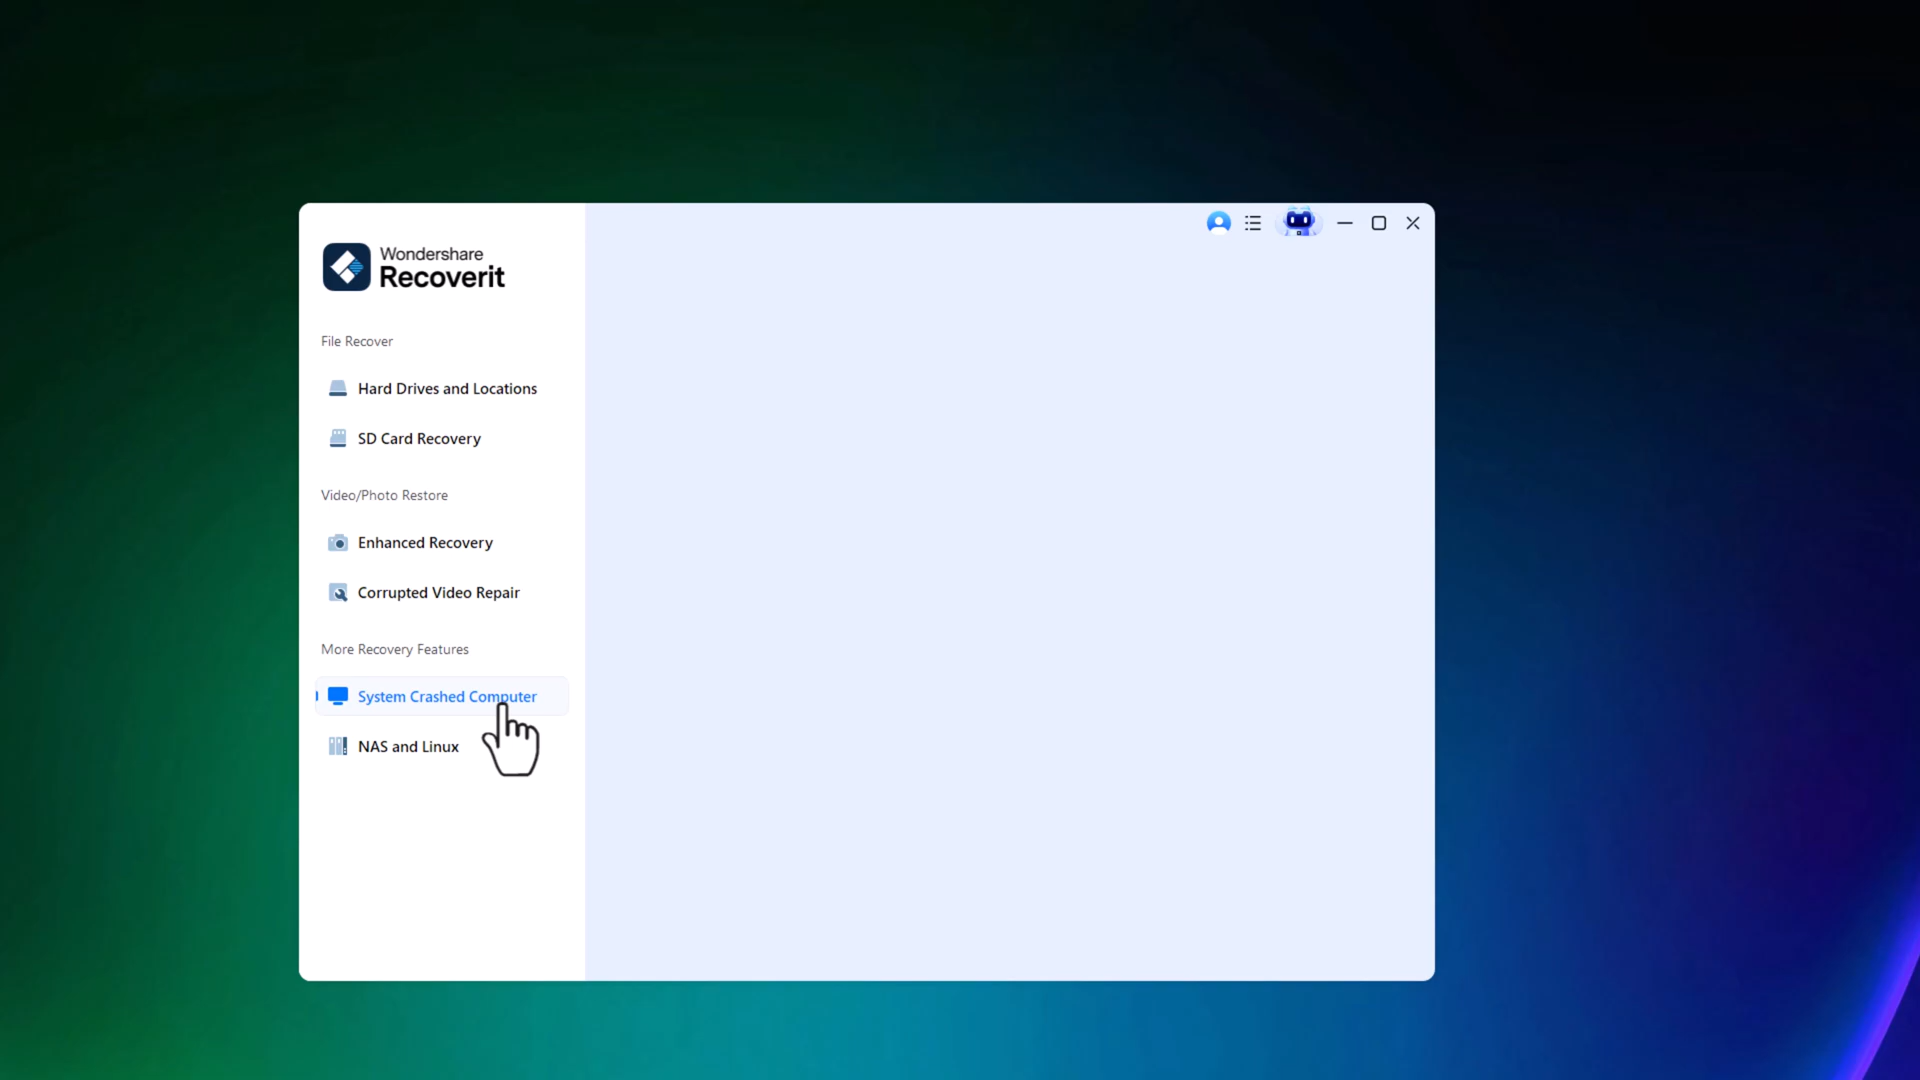 Wondershare
Recoverit
File Recover
Hard Drives and Locations
SD Card Recovery
Video/Photo Restore
Enhanced Recovery
Corrupted Video Repair
More Recovery Features
System Crashed Computer
NAS and Linux